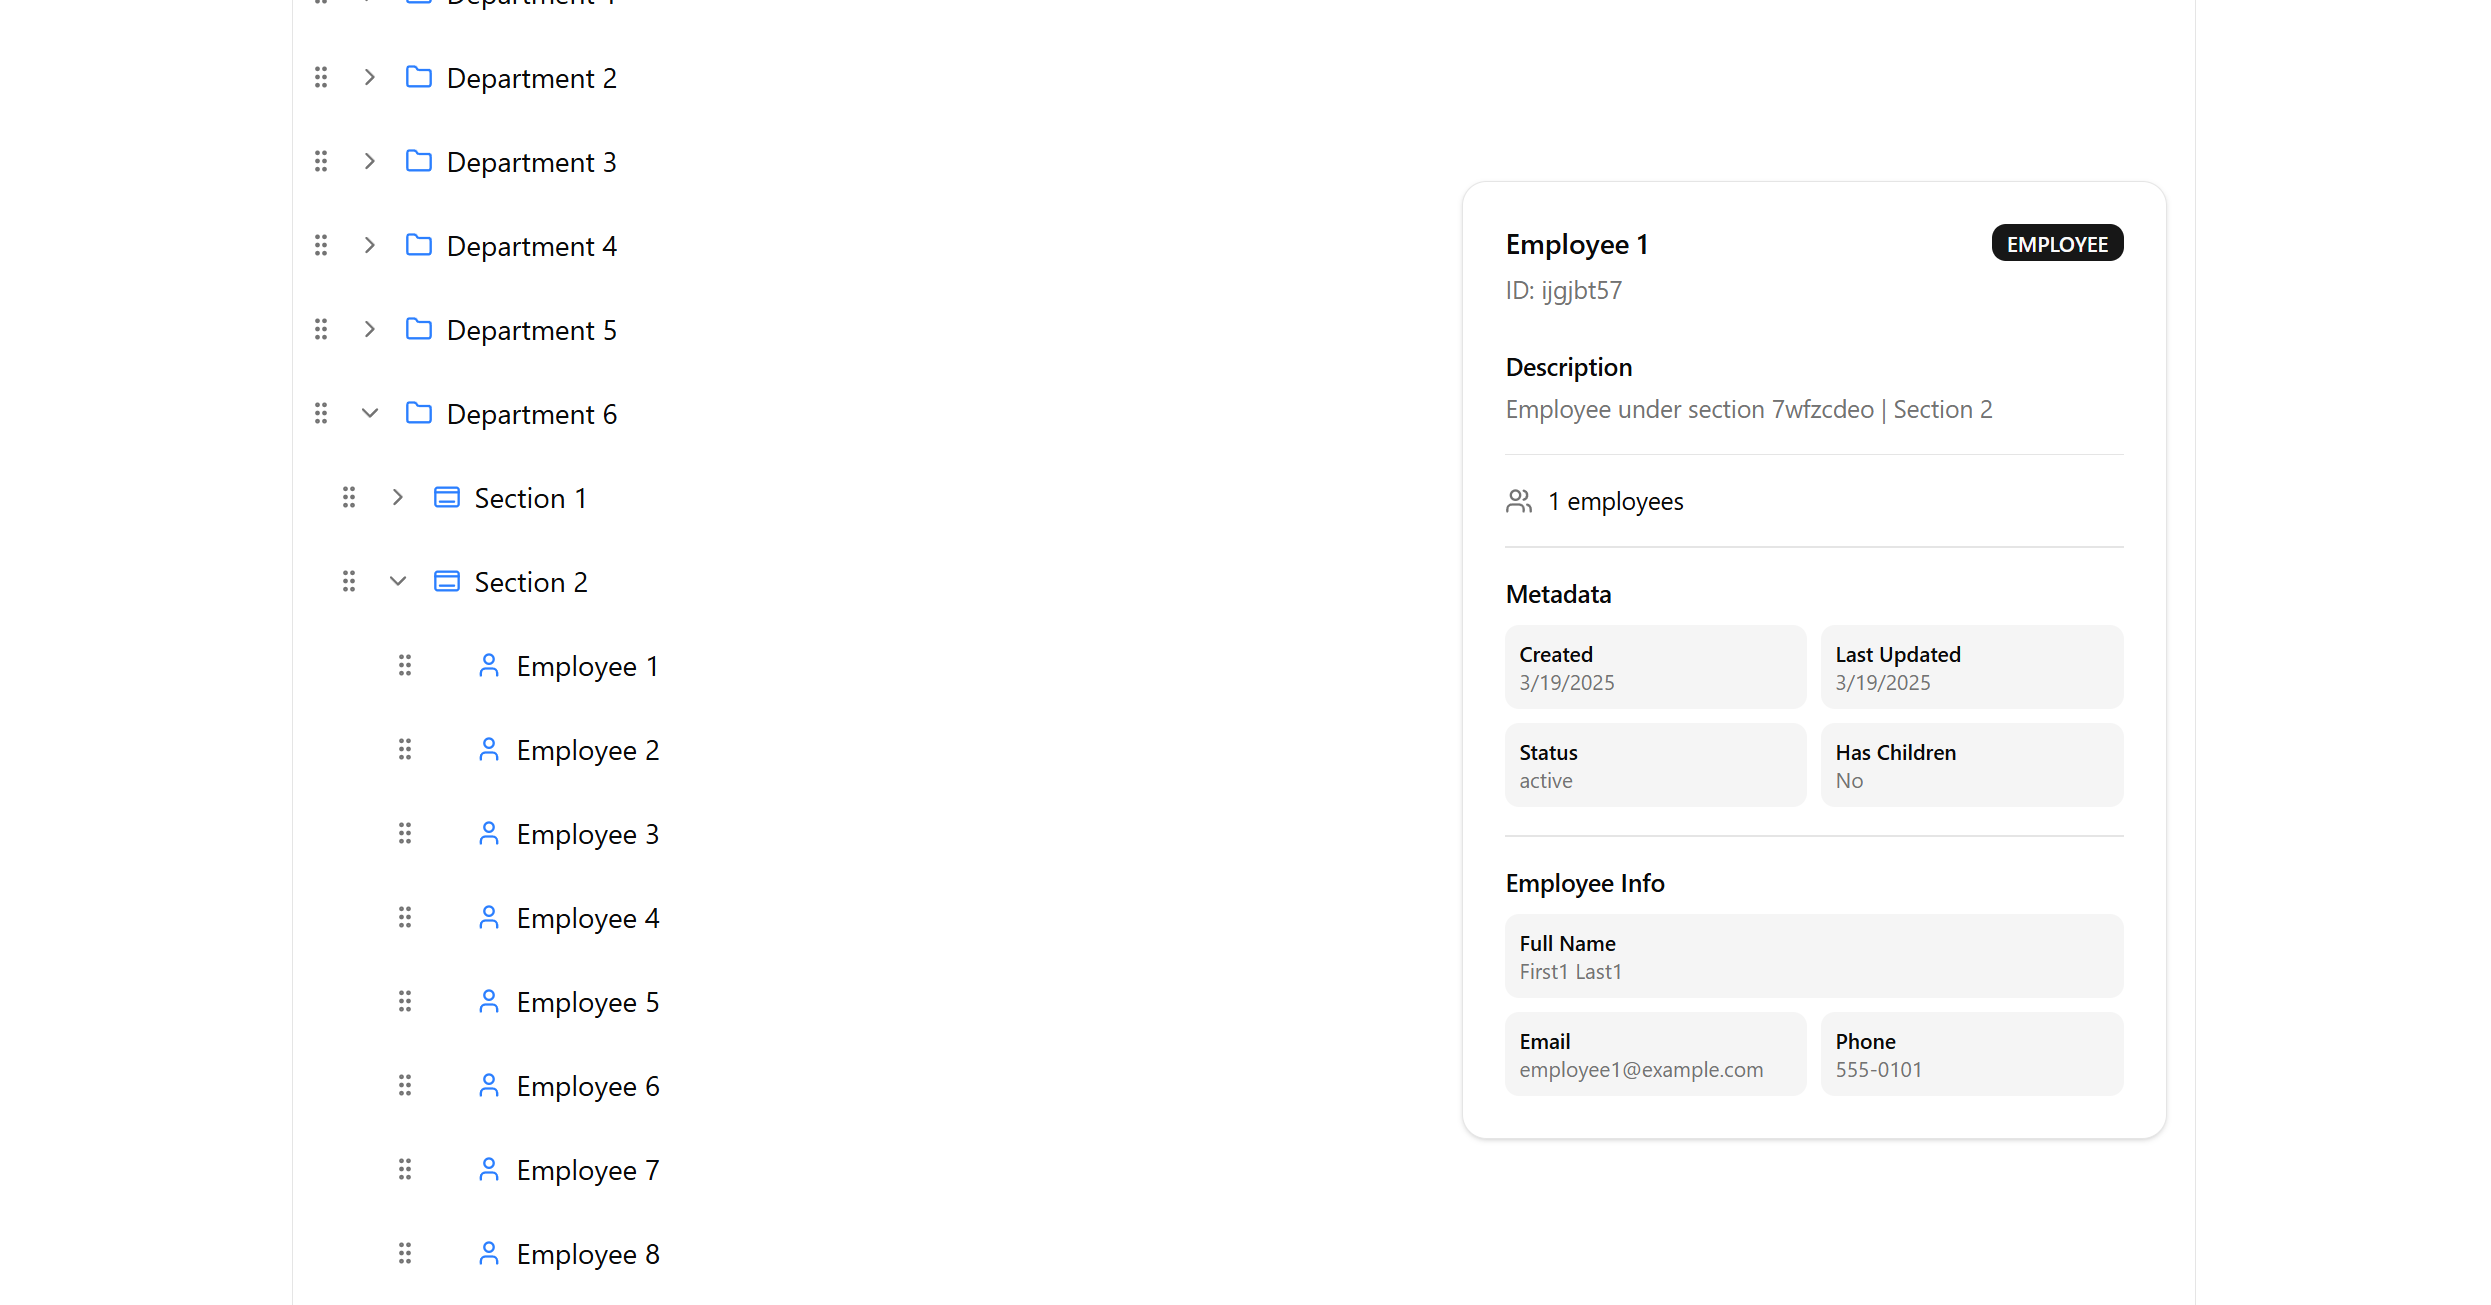 Department 1
Department 2
Department 3
Department 4
Department 5
Department 6
Section 1
Section 2
Employee 1
Employee 2
Employee 3
Employee 4
Employee 5
Employee 6
Employee 7
Employee 8
Employee 1
EMPLOYEE
ID: ijgjbt57
Description
Employee under section 7wfzcdeo | Section 2
1 employees
Metadata
Created
3/19/2025
Last Updated
3/19/2025
Status
active
Has Children
No
Employee Info
Full Name
First1 Last1
Email
employee1@example.com
Phone
555-0101